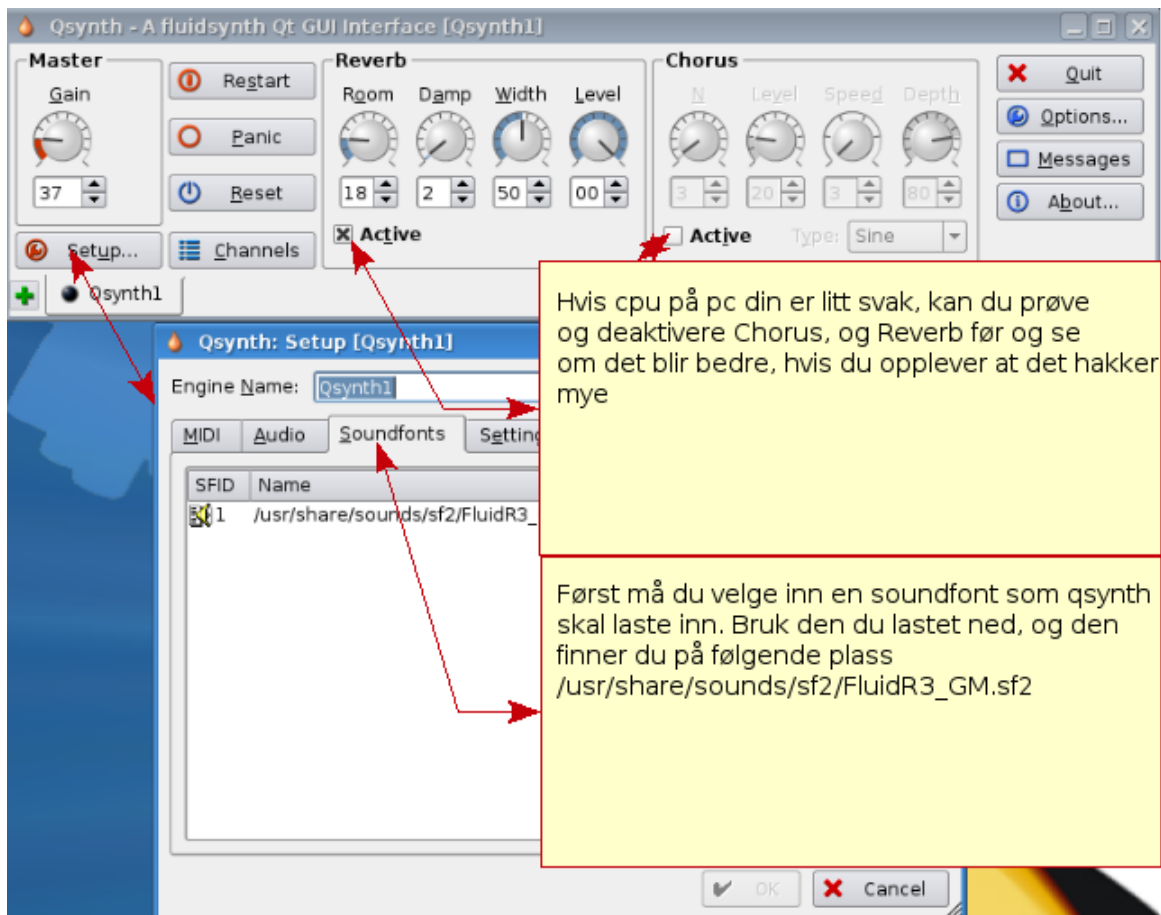 Qsynth - A fluidsynth Qt GUI Interface [Qsynth1]
Master
Gain
37
Setup...
Restart
Panic
Reset
Channels
Reverb
Room Damp Width Level
18 2 50 00
Active
Chorus
N Level Speed Depth
3 20 3 80
Active Type: Sine
Quit
Options...
Messages
About...
Qsynth1
Hvis cpu på pc din er litt svak, kan du prøve
og deaktivere Chorus, og Reverb før og se
om det blir bedre, hvis du opplever at det hakker
mye
Qsynth: Setup [Qsynth1]
Engine Name: Qsynth1
MIDI Audio Soundfonts Setting
SFID Name
1 /usr/share/sounds/sf2/FluidR3_
Først må du velge inn en soundfont som qsynth
skal laste inn. Bruk den du lastet ned, og den
finner du på følgende plass
/usr/share/sounds/sf2/FluidR3_GM.sf2
OK Cancel